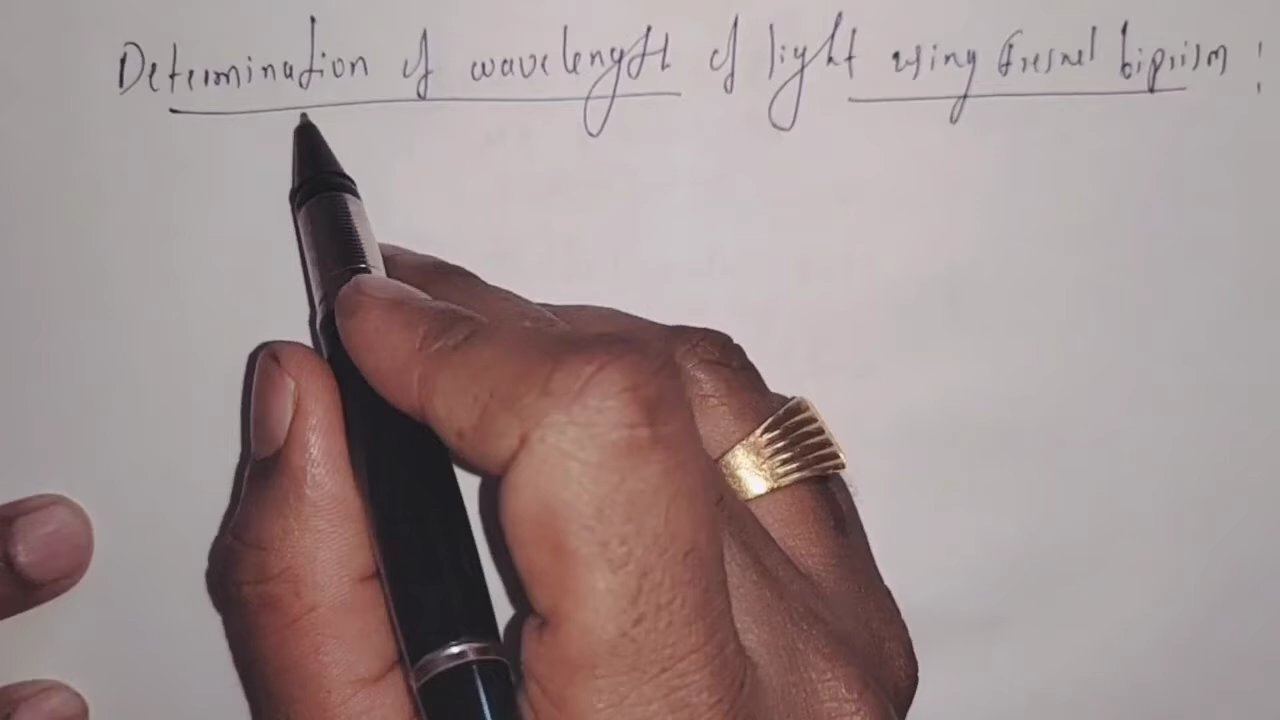 Determination of wavelength of light using Fresnel biprism :